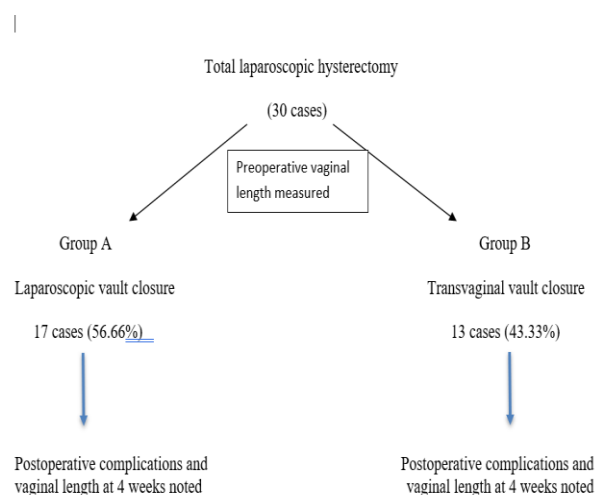 Total laparoscopic hysterectomy
(30 cases)
Preoperative vaginal
length measured
Group A
Laparoscopic vault closure
17 cases (56.66%)
Postoperative complications and
vaginal length at 4 weeks noted
Group B
Transvaginal vault closure
13 cases (43.33%)
Postoperative complications and
vaginal length at 4 weeks noted